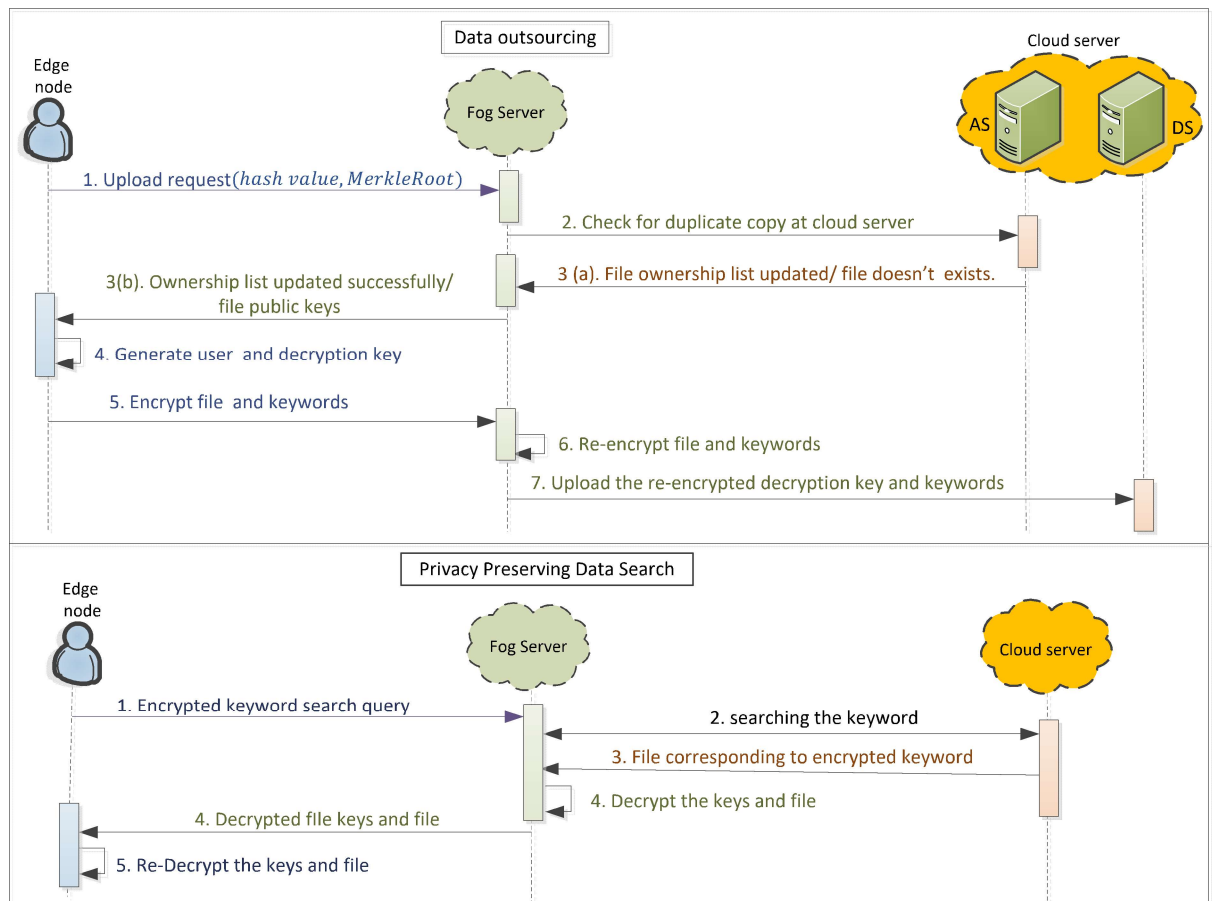 Data outsourcing
Cloud server
Edge
node
Fog Server
AS
DS
1. Upload request(hash value, MerkleRoot)
2. Check for duplicate copy at cloud server
3 (a). File ownership list updated/ file doesn't exists.
3(b). Ownership list updated successfully/
file public keys
4. Generate user and decryption key
5. Encrypt file and keywords
6. Re-encrypt file and keywords
7. Upload the re-encrypted decryption key and keywords
Privacy Preserving Data Search
Edge
node
Fog Server
Cloud server
1. Encrypted keyword search query
2. searching the keyword
3. File corresponding to encrypted keyword
4. Decrypt the keys and file
4. Decrypted file keys and file
5. Re-Decrypt the keys and file